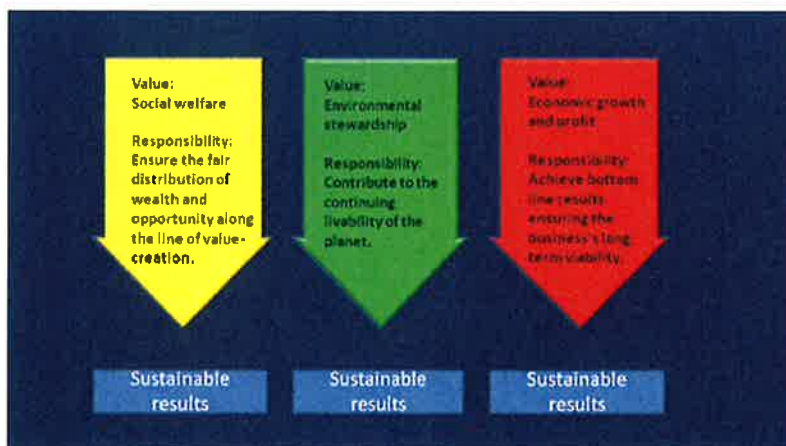 Value:
Social welfare
Responsibility:
Ensure the fair
distribution of
wealth and
opportunity along
the line of value-
creation.
Value:
Environmental
stewardship
Responsibility:
Contribute to the
continuing
livability of the
planet.
Value:
Economic growth
and profit
Responsibility:
Achieve bottom
line results
ensuring the
business's long
term viability.
Sustainable
results
Sustainable
results
Sustainable
results